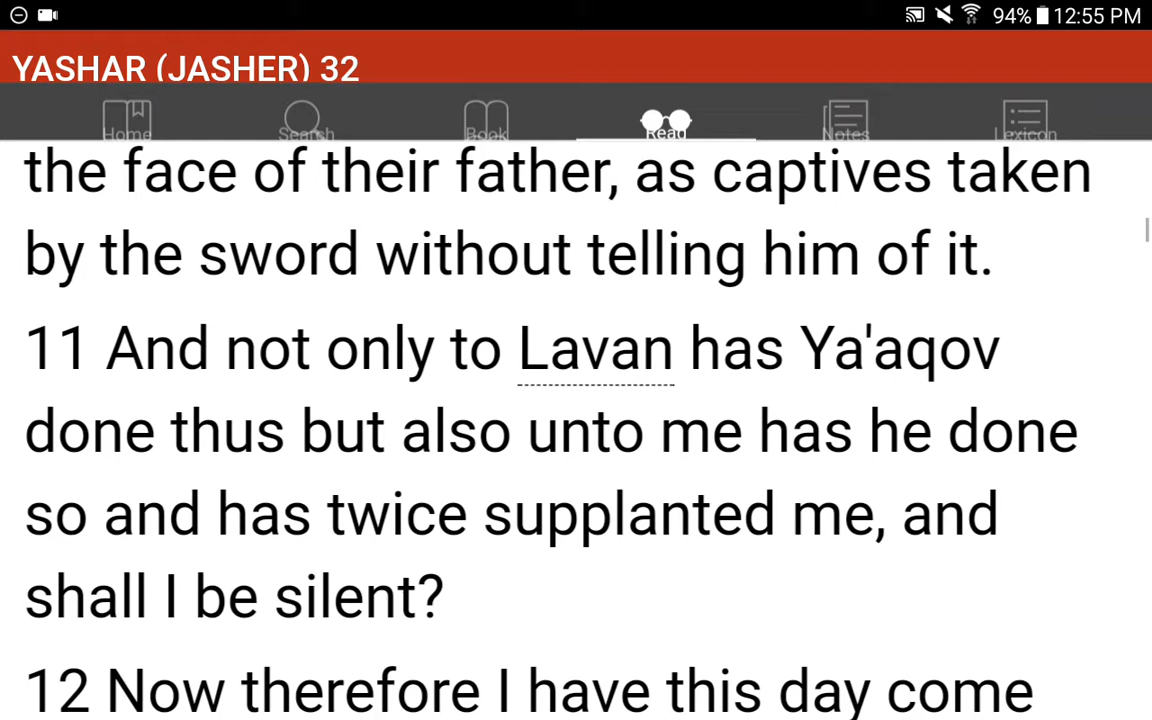 94% 12:55 PM
YASHAR (JASHER) 32
Home Search Book Read Notes Lexicon
the face of their father, as captives taken
by the sword without telling him of it.
11 And not only to Lavan has Ya'aqov
done thus but also unto me has he done
so and has twice supplanted me, and
shall I be silent?
12 Now therefore I have this day come